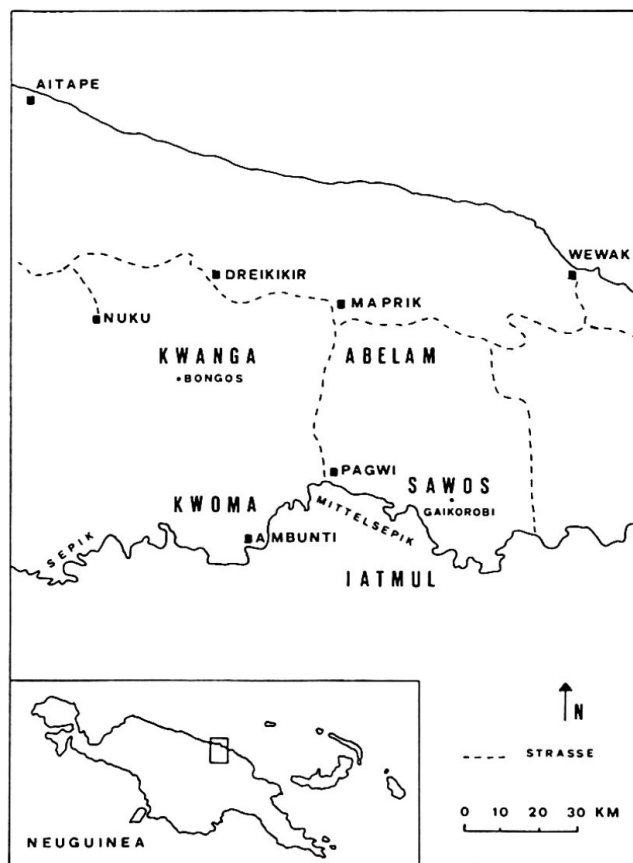 AITAPE
WEWAK
DREIKIKIR
MAPRIK
NUKU
KWANGA
ABELAM
BONGOS
PAGWI
SAWOS
GAIKOROBI
KWOMA
MITTELSEPIK
SEPIK
AMBUNTI
IATMUL
N
STRASSE
0 10 20 30 KM
NEUGUINEA